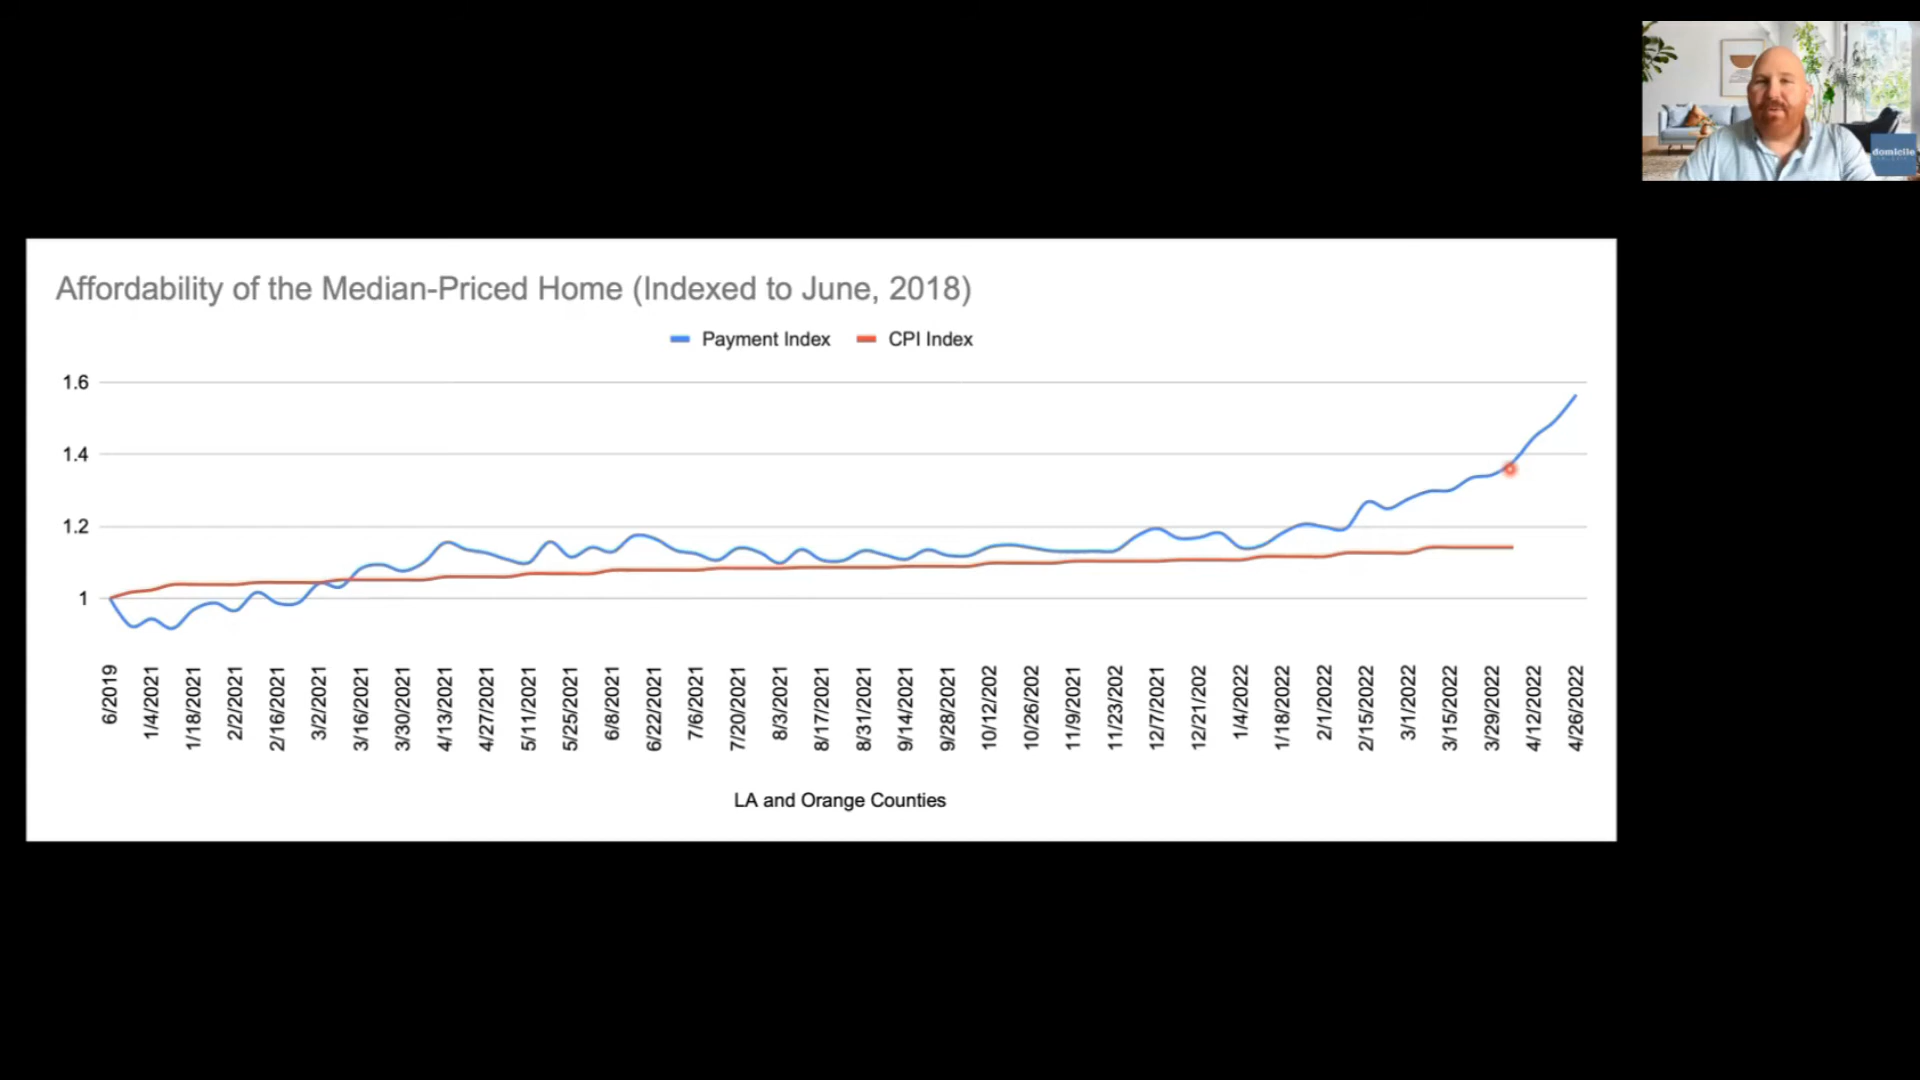 domicile
Affordability of the Median-Priced Home (Indexed to June, 2018)
Payment Index CPI Index
1.6
1.4
1.2
1
6/2019 1/4/2021 1/18/2021 2/2/2021 2/16/2021 3/2/2021 3/16/2021 3/30/2021 4/13/2021 4/27/2021 5/11/2021 5/25/2021 6/8/2021 6/22/2021 7/6/2021 7/20/2021 8/3/2021 8/17/2021 8/31/2021 9/14/2021 9/28/2021 10/12/202 10/26/202 11/9/2021 11/23/202 12/7/2021 12/21/202 1/4/2022 1/18/2022 2/1/2022 2/15/2022 3/1/2022 3/15/2022 3/29/2022 4/12/2022 4/26/2022
LA and Orange Counties